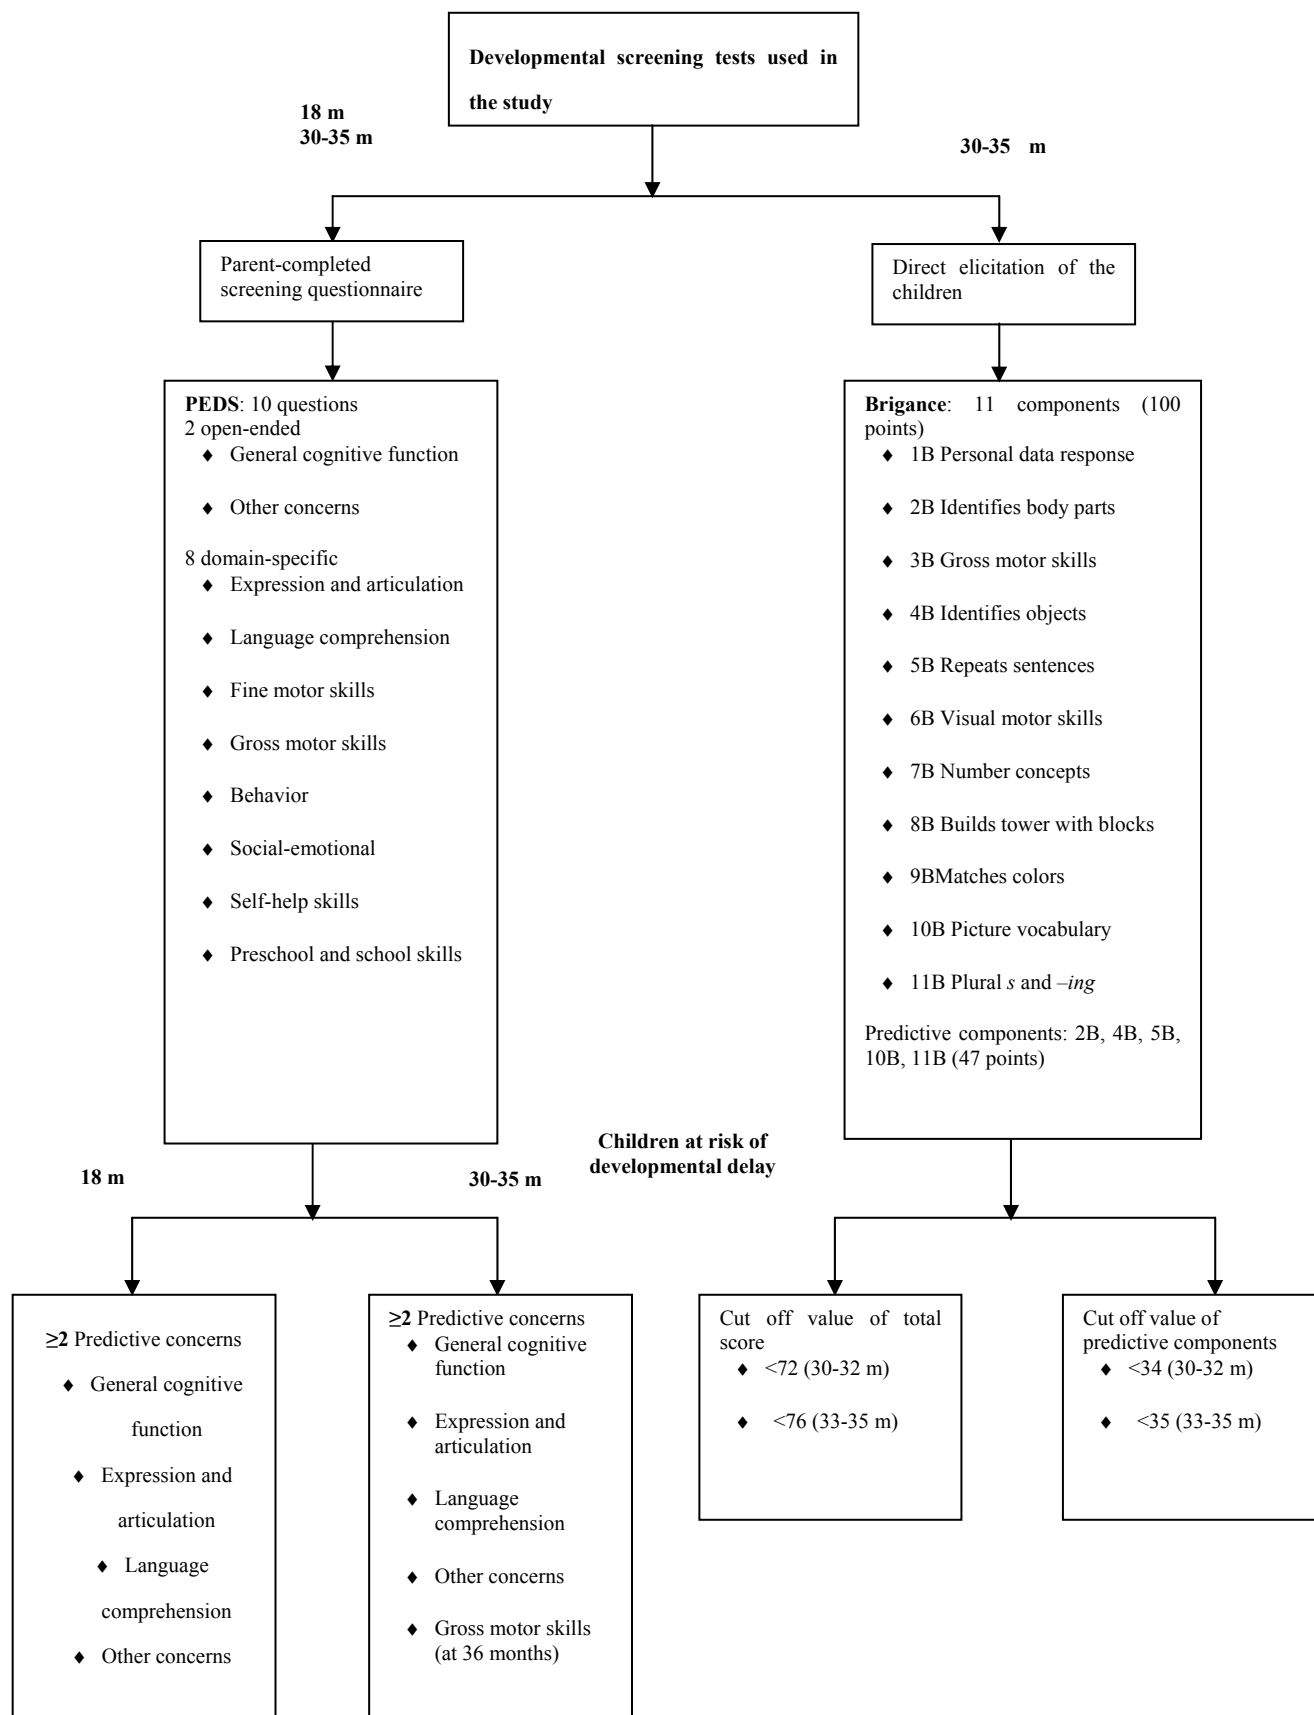 Developmental screening tests used in
the study
18 m
30-35 m
30-35 m
Parent-completed
screening questionnaire
Direct elicitation of the
children
PEDS: 10 questions
2 open-ended
♦ General cognitive function
♦ Other concerns
8 domain-specific
♦ Expression and articulation
♦ Language comprehension
♦ Fine motor skills
♦ Gross motor skills
♦ Behavior
♦ Social-emotional
♦ Self-help skills
♦ Preschool and school skills
Brigance: 11 components (100
points)
♦ 1B Personal data response
♦ 2B Identifies body parts
♦ 3B Gross motor skills
♦ 4B Identifies objects
♦ 5B Repeats sentences
♦ 6B Visual motor skills
♦ 7B Number concepts
♦ 8B Builds tower with blocks
♦ 9BMatches colors
♦ 10B Picture vocabulary
♦ 11B Plural s and –ing
Predictive components: 2B, 4B, 5B,
10B, 11B (47 points)
Children at risk of
developmental delay
18 m
30-35 m
≥2 Predictive concerns
♦ General cognitive
function
♦ Expression and
articulation
♦ Language
comprehension
♦ Other concerns
≥2 Predictive concerns
♦ General cognitive
function
♦ Expression and
articulation
♦ Language
comprehension
♦ Other concerns
♦ Gross motor skills
(at 36 months)
Cut off value of total
score
♦ <72 (30-32 m)
♦ <76 (33-35 m)
Cut off value of
predictive components
♦ <34 (30-32 m)
♦ <35 (33-35 m)